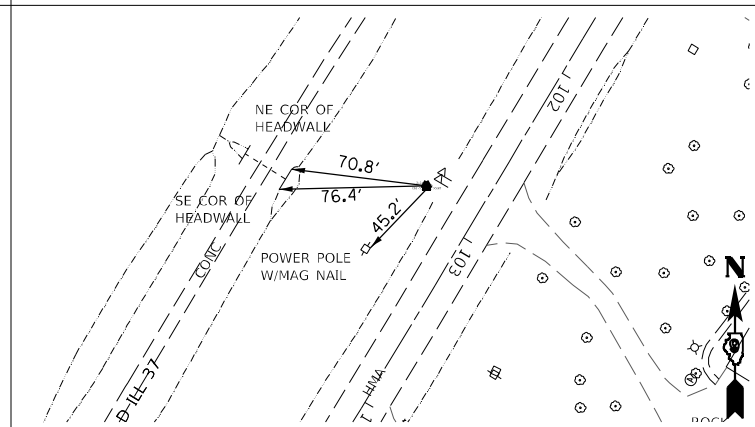 NE COR OF
HEADWALL
102
70.8'
76.4'
SE COR OF
HEADWALL
45.2'
POWER POLE
W/MAG NAIL
103
CONC
N
D ILL 37
HMA